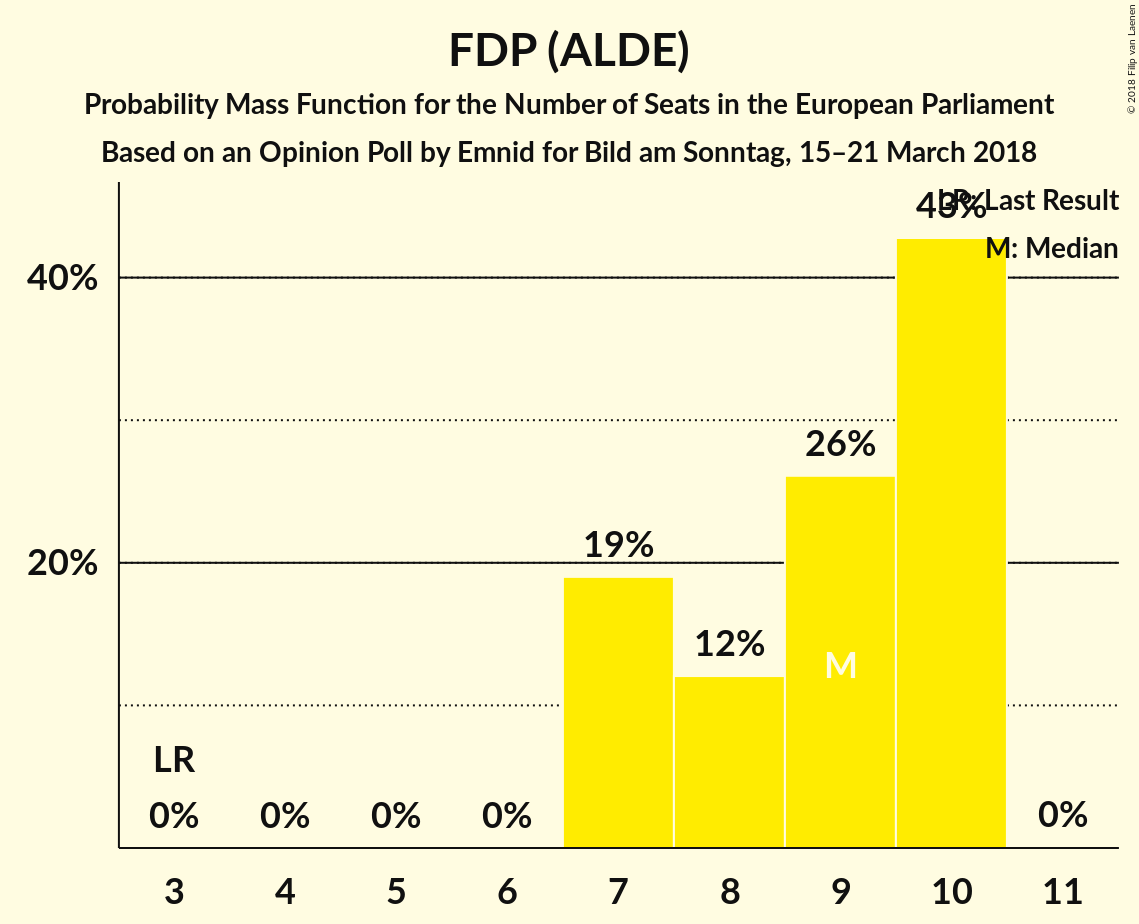 FDP (ALDE)
Probability Mass Function for the Number of Seats in the European Parliament
Based on an Opinion Poll by Emnid for Bild am Sonntag, 15–21 March 2018
© 2018 Filip van Laenen
LR: Last Result
M: Median
43%
40%
26%
20%
19%
12%
M
LR
0%
0%
0%
0%
0%
3
4
5
6
7
8
9
10
11